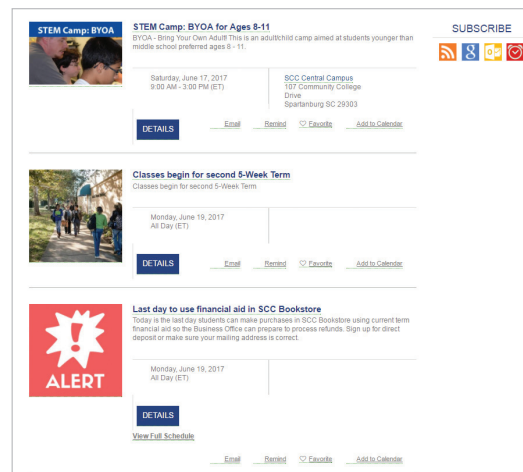 STEM Camp: BYOA
STEM Camp: BYOA for Ages 8-11
BYOA - Bring Your Own Adult! This is an adult/child camp aimed at students younger than
middle school preferred ages 8 - 11.
Saturday, June 17, 2017
9:00 AM - 3:00 PM (ET)
SCC Central Campus
107 Community College
Drive
Spartanburg SC 29303
DETAILS
Email Remind Favorite Add to Calendar
Classes begin for second 5-Week Term
Classes begin for second 5-Week Term
Monday, June 19, 2017
All Day (ET)
DETAILS
Email Remind Favorite Add to Calendar
ALERT
Last day to use financial aid in SCC Bookstore
Today is the last day students can make purchases in SCC Bookstore using current term
financial aid so the Business Office can prepare to process refunds. Sign up for direct
deposit or make sure your mailing address is correct.
Monday, June 19, 2017
All Day (ET)
DETAILS
View Full Schedule
Email Remind Favorite Add to Calendar
SUBSCRIBE
8